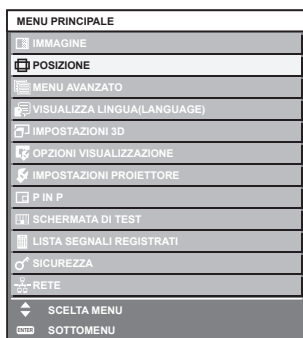 MENU PRINCIPALE
IMMAGINE
POSIZIONE
MENU AVANZATO
VISUALIZZA LINGUA(LANGUAGE)
IMPOSTAZIONI 3D
OPZIONI VISUALIZZAZIONE
IMPOSTAZIONI PROIETTORE
P IN P
SCHERMATA DI TEST
LISTA SEGNALI REGISTRATI
SICUREZZA
RETE
SCELTA MENU
ENTER SOTTOMENU